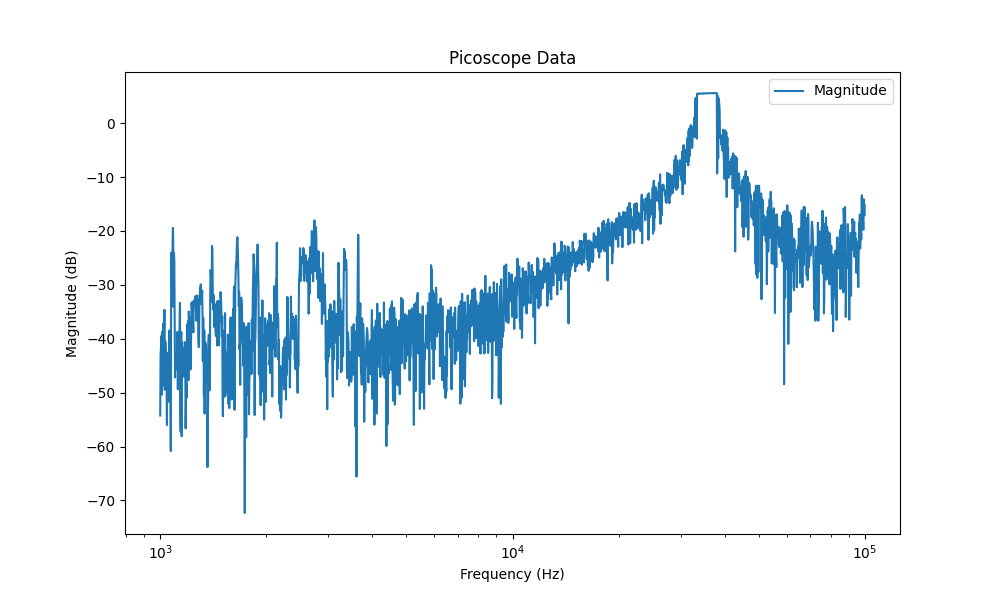 Picoscope Data
Magnitude
Magnitude (dB)
0
−10
−20
−30
−40
−50
−60
−70
10³ 10⁴ 10⁵
Frequency (Hz)